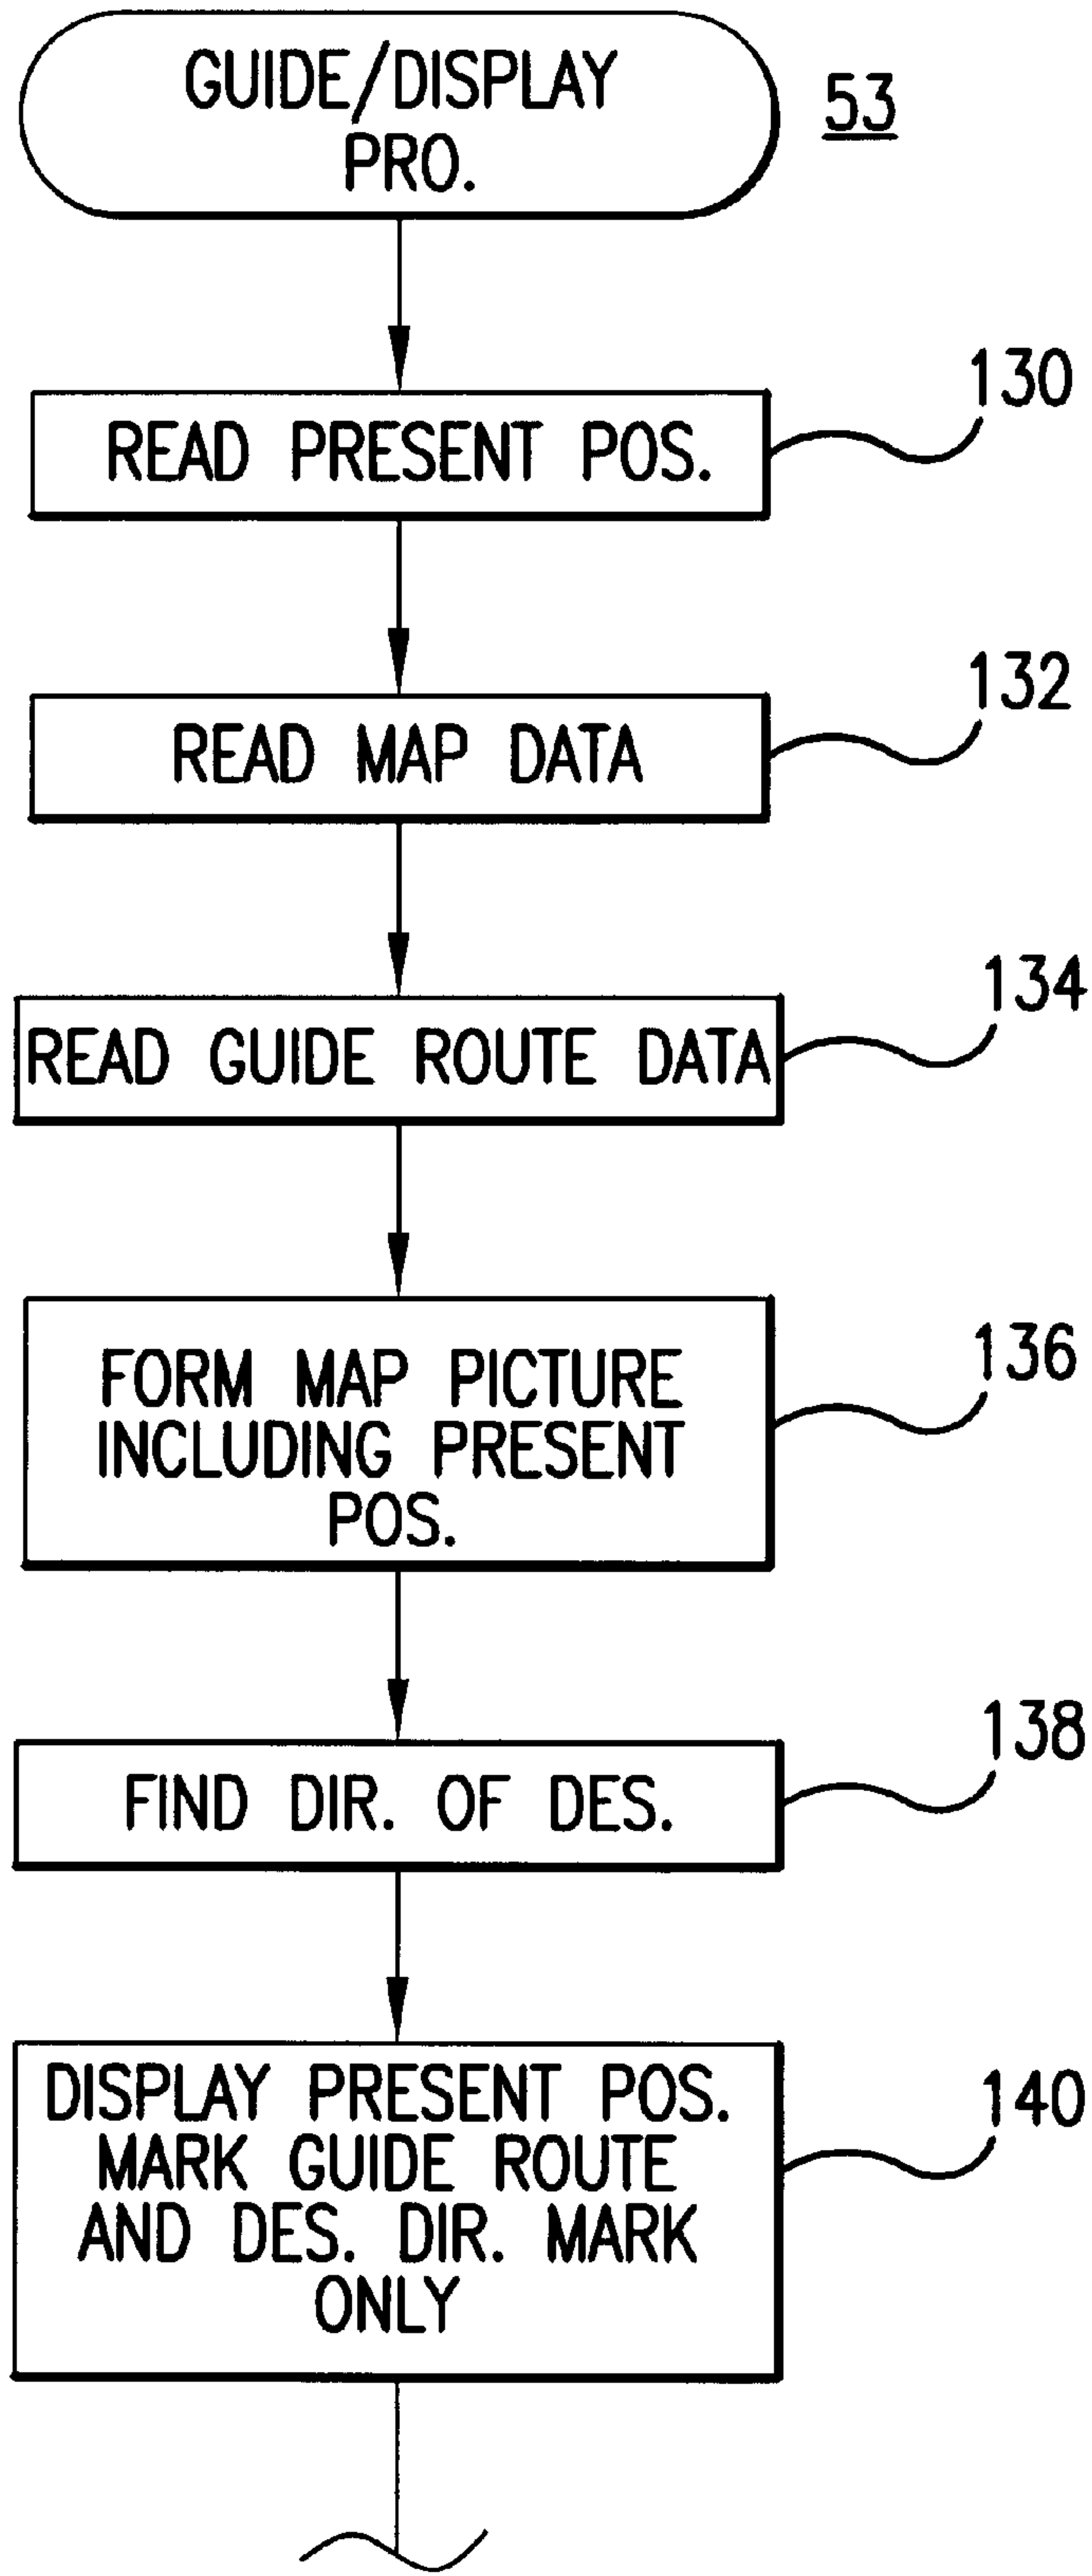 GUIDE/DISPLAY
PRO.
53
READ PRESENT POS.
130
READ MAP DATA
132
READ GUIDE ROUTE DATA
134
FORM MAP PICTURE
INCLUDING PRESENT
POS.
136
FIND DIR. OF DES.
138
DISPLAY PRESENT POS.
MARK GUIDE ROUTE
AND DES. DIR. MARK
ONLY
140